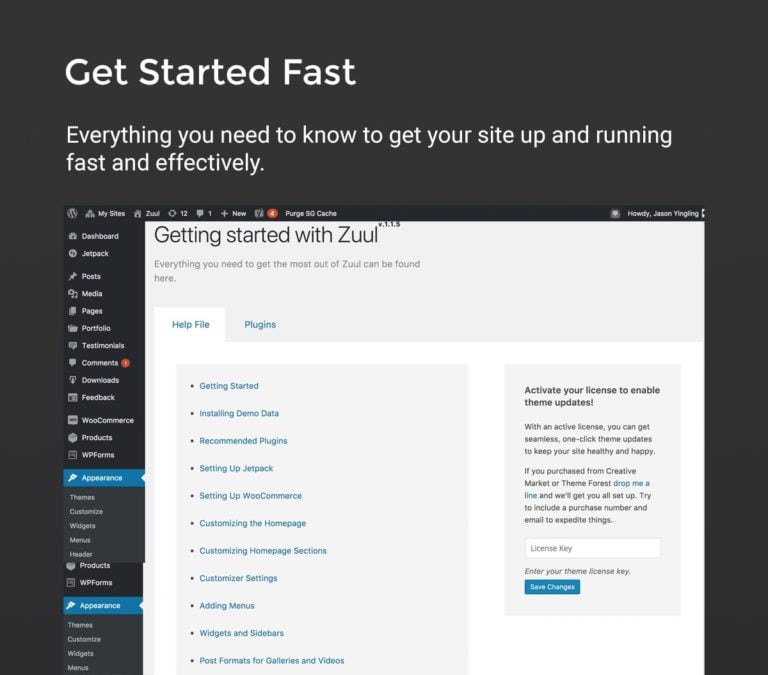 Get Started Fast
Everything you need to know to get your site up and running
fast and effectively.
My Sites Zuul 12 1 + New 4 Purge SG Cache Howdy, Jason Yingling
Dashboard
Jetpack
Posts
Media
Pages
Portfolio
Testimonials
Comments 1
Downloads
Feedback
WooCommerce
Products
WPForms
Appearance
Themes
Customize
Widgets
Menus
Header
Products
WPForms
Appearance
Themes
Customize
Widgets
Menus
Getting started with Zuul v.1.1.5
Everything you need to get the most out of Zuul can be found
here.
Help File Plugins
• Getting Started
• Installing Demo Data
• Recommended Plugins
• Setting Up Jetpack
• Setting Up WooCommerce
• Customizing the Homepage
• Customizing Homepage Sections
• Customizer Settings
• Adding Menus
• Widgets and Sidebars
• Post Formats for Galleries and Videos
Activate your license to enable
theme updates!
With an active license, you can get
seamless, one-click theme updates
to keep your site healthy and happy.
If you purchased from Creative
Market or Theme Forest drop me a
line and we'll get you all set up. Try
to include a purchase number and
email to expedite things.
License Key
Enter your theme license key.
Save Changes